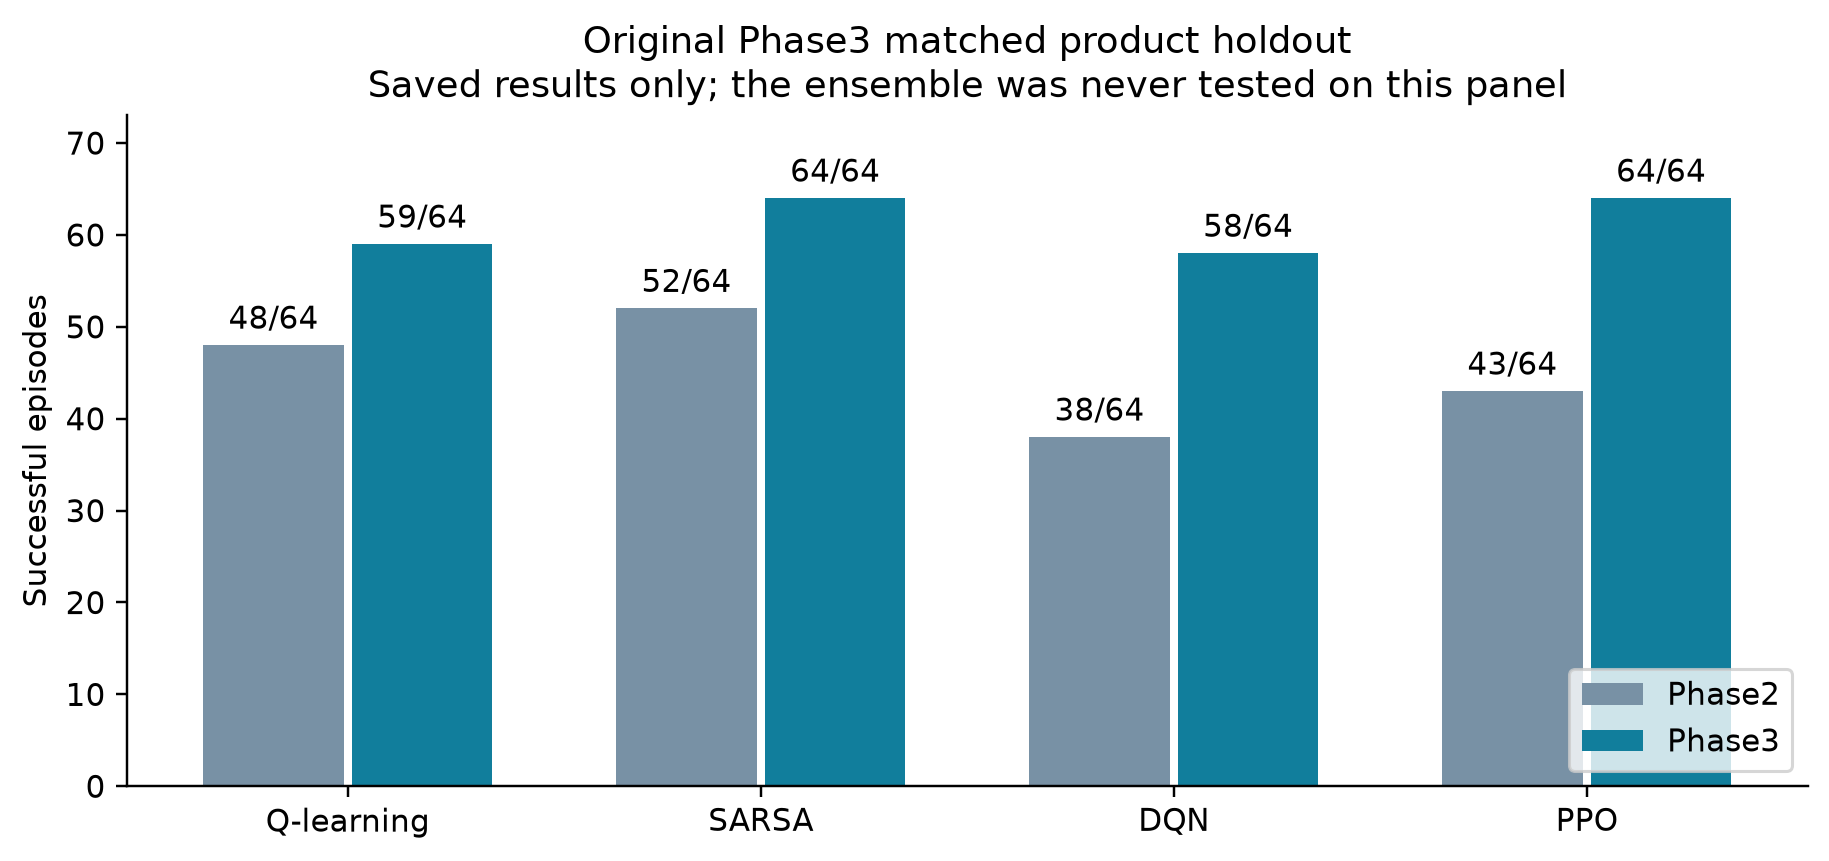 Original Phase3 matched product holdout
Saved results only; the ensemble was never tested on this panel
Successful episodes
70
60
50
40
30
20
10
0
48/64
59/64
52/64
64/64
38/64
58/64
43/64
64/64
Phase2
Phase3
Q-learning
SARSA
DQN
PPO